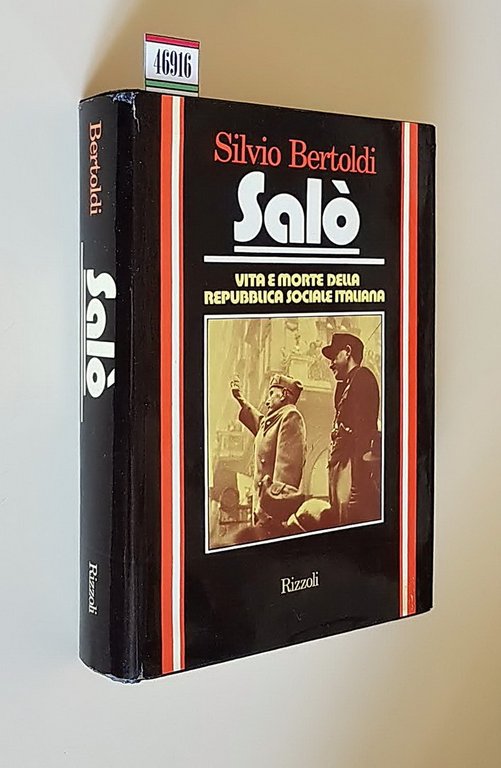 46916
Silvio Bertoldi
Salò
VITA E MORTE DELLA
REPUBBLICA SOCIALE ITALIANA
Rizzoli
Bertoldi
Salò
Rizzoli